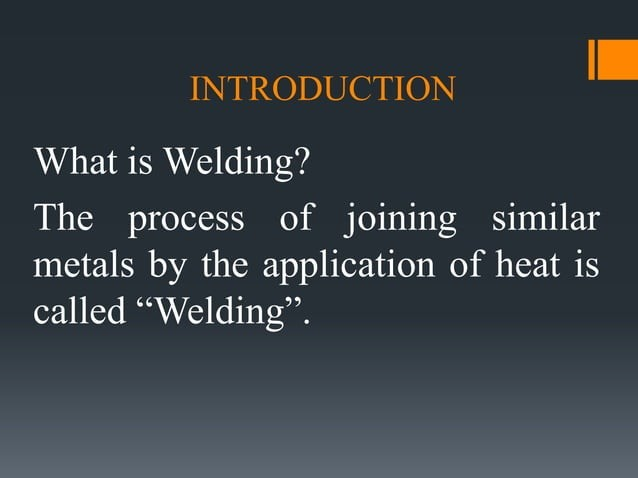 INTRODUCTION
What is Welding?
The process of joining similar
metals by the application of heat is
called “Welding”.